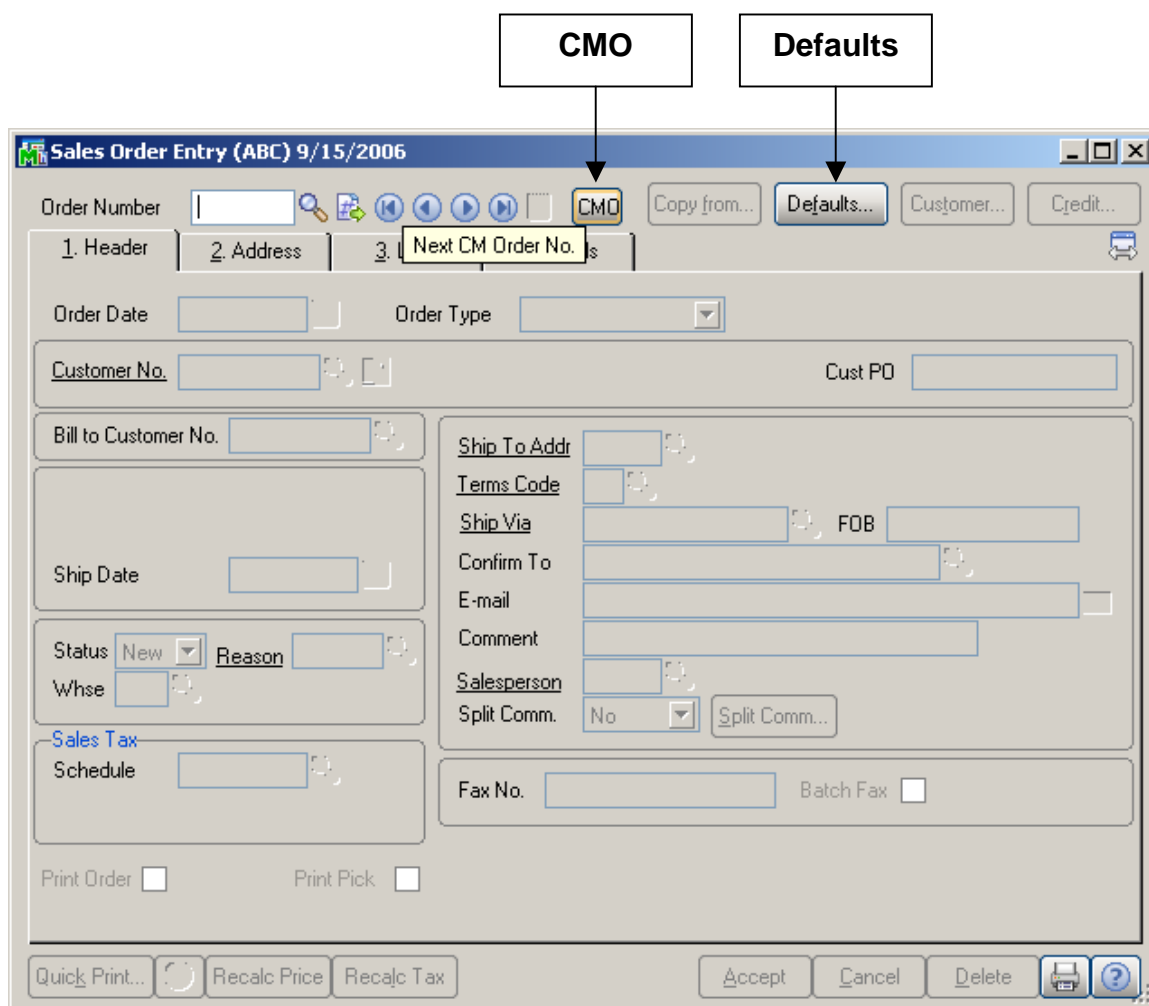 CMO Defaults
Sales Order Entry (ABC) 9/15/2006
Order Number CMO Copy from... Defaults... Customer... Credit...
Next CM Order No.
1. Header 2. Address 3. L ls
Order Date Order Type
Customer No. Cust PO
Bill to Customer No.
Ship To Addr
Terms Code
Ship Via FOB
Ship Date Confirm To
E-mail
Status New Reason Comment
Whse Salesperson
Split Comm. No Split Comm...
Sales Tax
Schedule
Fax No. Batch Fax
Print Order Print Pick
Quick Print... Recalc Price Recalc Tax Accept Cancel Delete